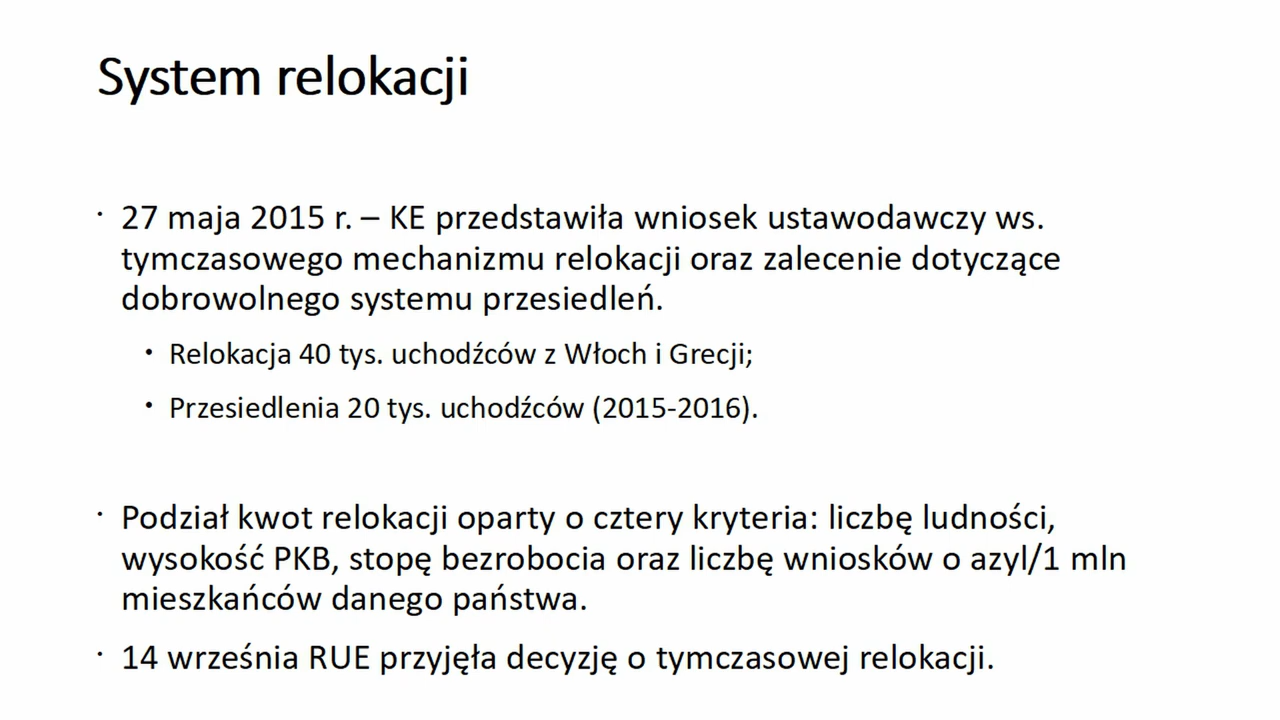 System relokacji
• 27 maja 2015 r. – KE przedstawiła wniosek ustawodawczy ws.
tymczasowego mechanizmu relokacji oraz zalecenie dotyczące
dobrowolnego systemu przesiedleń.
• Relokacja 40 tys. uchodźców z Włoch i Grecji;
• Przesiedlenia 20 tys. uchodźców (2015-2016).
• Podział kwot relokacji oparty o cztery kryteria: liczbę ludności,
wysokość PKB, stopę bezrobocia oraz liczbę wniosków o azyl/1 mln
mieszkańców danego państwa.
• 14 września RUE przyjęła decyzję o tymczasowej relokacji.